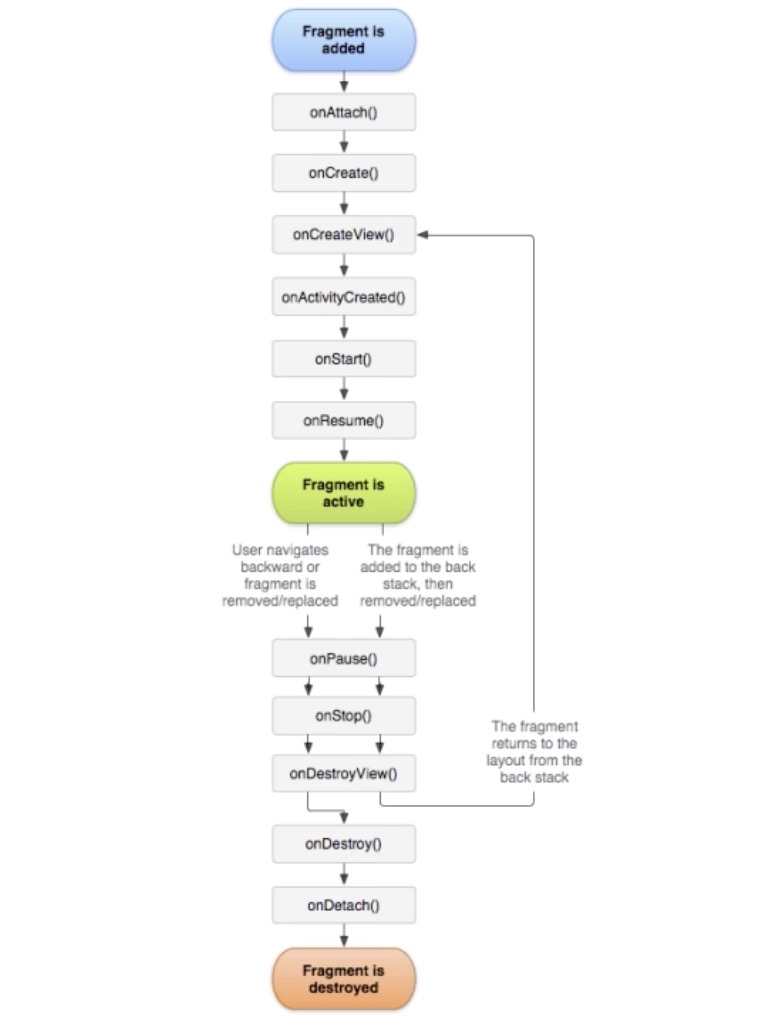 Fragment is
added
onAttach()
onCreate()
onCreateView()
onActivityCreated()
onStart()
onResume()
Fragment is
active
User navigates
backward or
fragment is
removed/replaced
The fragment is
added to the back
stack, then
removed/replaced
onPause()
onStop()
onDestroyView()
The fragment
returns to the
layout from the
back stack
onDestroy()
onDetach()
Fragment is
destroyed